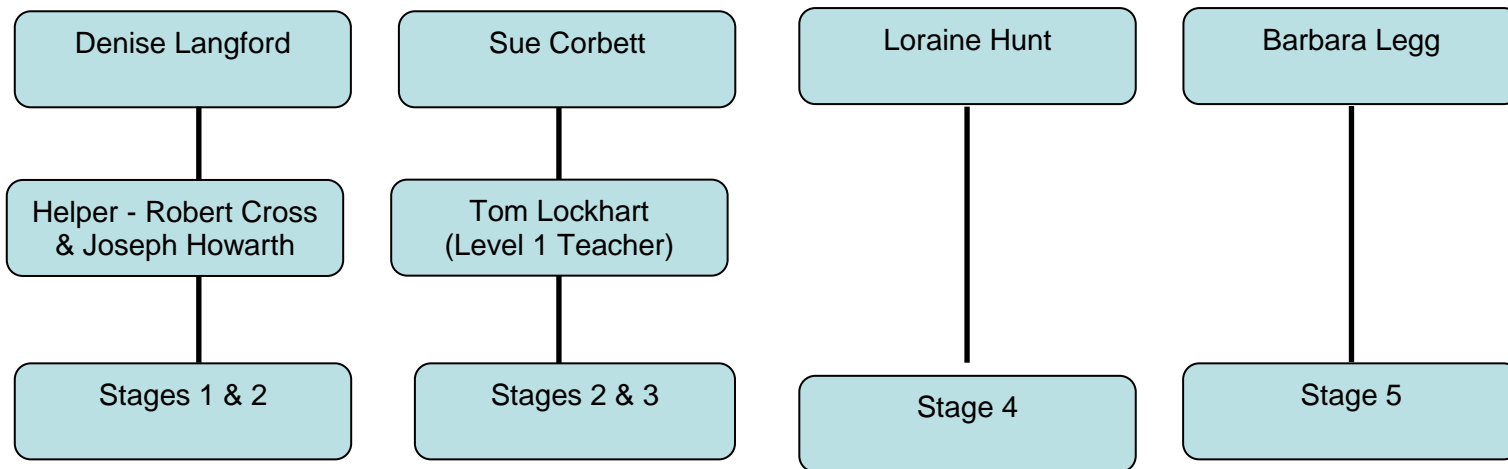 Denise Langford
Sue Corbett
Loraine Hunt
Barbara Legg
Helper - Robert Cross
& Joseph Howarth
Tom Lockhart
(Level 1 Teacher)
Stages 1 & 2
Stages 2 & 3
Stage 4
Stage 5